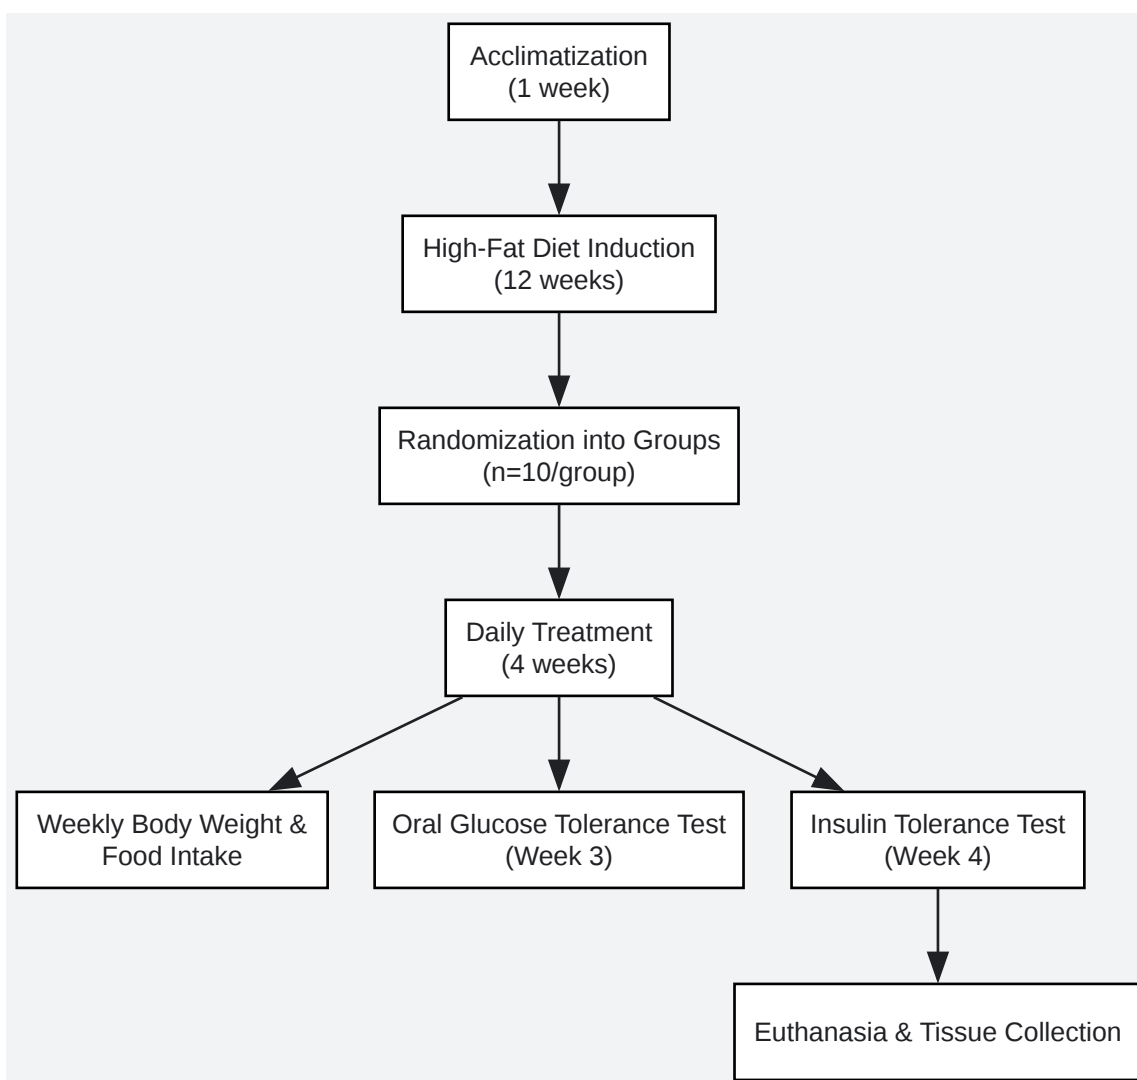 Acclimatization
(1 week)
High-Fat Diet Induction
(12 weeks)
Randomization into Groups
(n=10/group)
Daily Treatment
(4 weeks)
Weekly Body Weight &
Food Intake
Oral Glucose Tolerance Test
(Week 3)
Insulin Tolerance Test
(Week 4)
Euthanasia & Tissue Collection